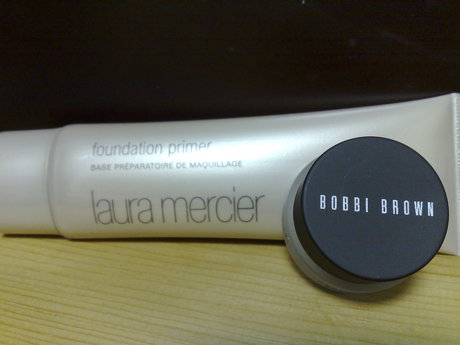 foundation primer
BASE PRÉPARATOIRE DE MAQUILLAGE
laura mercier
BOBBI BROWN